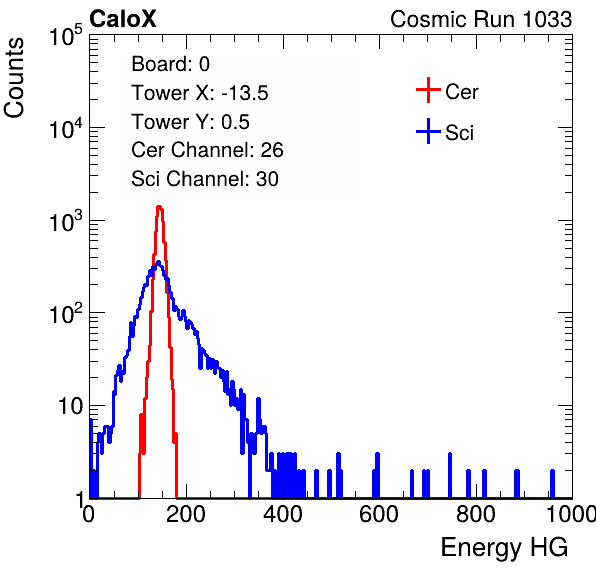 CaloX Cosmic Run 1033
Counts
Board: 0
Tower X: -13.5
Tower Y: 0.5
Cer Channel: 26
Sci Channel: 30
Cer
Sci
10^5
10^4
10^3
10^2
10
1
0 200 400 600 800 1000
Energy HG